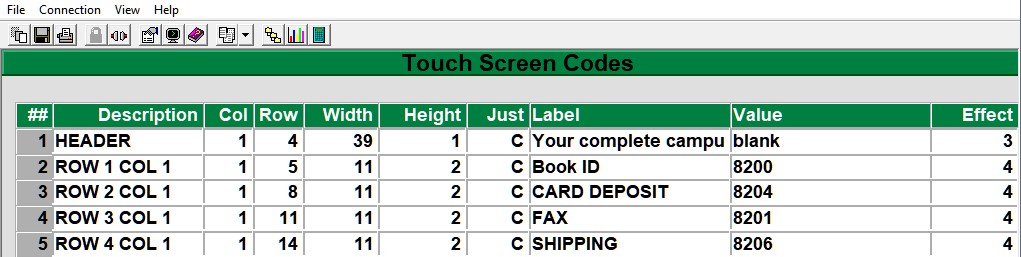 File Connection View Help
Touch Screen Codes
## Description Col Row Width Height Just Label Value Effect
1 HEADER 1 4 39 1 C Your complete campu blank 3
2 ROW 1 COL 1 1 5 11 2 C Book ID 8200 4
3 ROW 2 COL 1 1 8 11 2 C CARD DEPOSIT 8204 4
4 ROW 3 COL 1 1 11 11 2 C FAX 8201 4
5 ROW 4 COL 1 1 14 11 2 C SHIPPING 8206 4